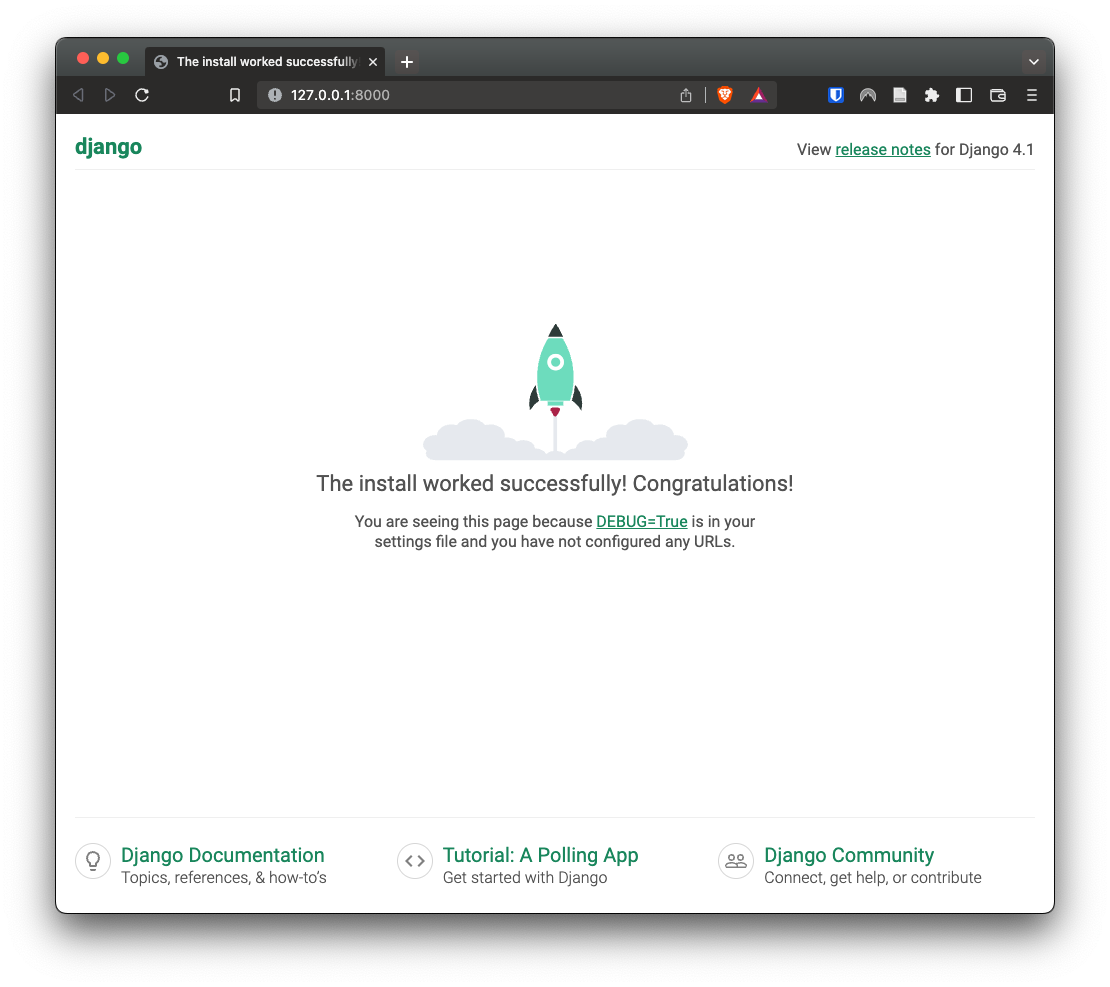 The install worked successfully
127.0.0.1:8000
django
View release notes for Django 4.1
The install worked successfully! Congratulations!
You are seeing this page because DEBUG=True is in your
settings file and you have not configured any URLs.
Django Documentation
Topics, references, & how-to’s
Tutorial: A Polling App
Get started with Django
Django Community
Connect, get help, or contribute